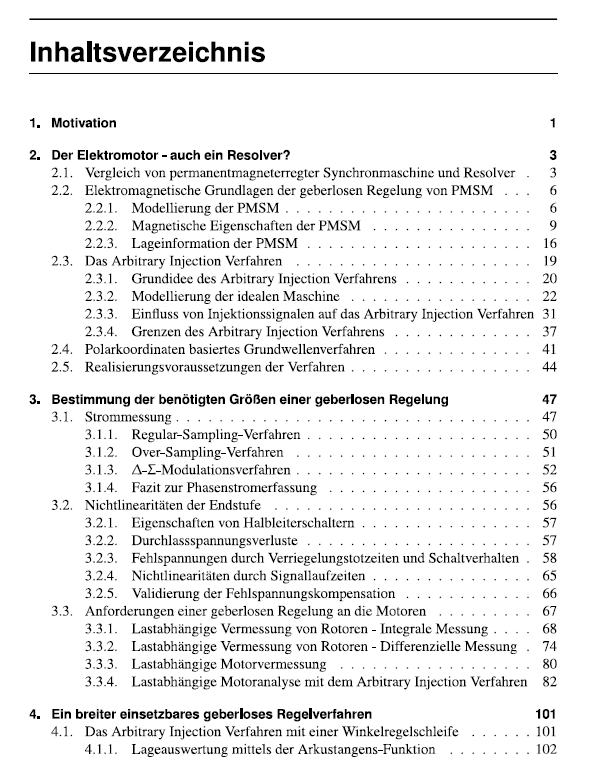 Inhaltsverzeichnis
1. Motivation 1
2. Der Elektromotor - auch ein Resolver? 3
2.1. Vergleich von permanentmagneterregter Synchronmaschine und Resolver . 3
2.2. Elektromagnetische Grundlagen der geberlosen Regelung von PMSM . . . 6
2.2.1. Modellierung der PMSM . . . . . . . . . . . . . . . . . . . . . 6
2.2.2. Magnetische Eigenschaften der PMSM . . . . . . . . . . . . . . 9
2.2.3. Lageinformation der PMSM . . . . . . . . . . . . . . . . . . . 16
2.3. Das Arbitrary Injection Verfahren . . . . . . . . . . . . . . . . . . . . 19
2.3.1. Grundidee des Arbitrary Injection Verfahrens . . . . . . . . . . . 20
2.3.2. Modellierung der idealen Maschine . . . . . . . . . . . . . . . . 22
2.3.3. Einfluss von Injektionssignalen auf das Arbitrary Injection Verfahren 31
2.3.4. Grenzen des Arbitrary Injection Verfahrens . . . . . . . . . . . . 37
2.4. Polarkoordinaten basiertes Grundwellenverfahren . . . . . . . . . . . . . 41
2.5. Realisierungsvoraussetzungen der Verfahren . . . . . . . . . . . . . . . . 44
3. Bestimmung der benötigten Größen einer geberlosen Regelung 47
3.1. Strommessung . . . . . . . . . . . . . . . . . . . . . . . . . . . . . . 47
3.1.1. Regular-Sampling-Verfahren . . . . . . . . . . . . . . . . . . . . 50
3.1.2. Over-Sampling-Verfahren . . . . . . . . . . . . . . . . . . . . . 51
3.1.3. Δ-Σ-Modulationsverfahren . . . . . . . . . . . . . . . . . . . . . 52
3.1.4. Fazit zur Phasenstromerfassung . . . . . . . . . . . . . . . . . . 56
3.2. Nichtlinearitäten der Endstufe . . . . . . . . . . . . . . . . . . . . . . 56
3.2.1. Eigenschaften von Halbleiterschaltern . . . . . . . . . . . . . . . 57
3.2.2. Durchlassspannungsverluste . . . . . . . . . . . . . . . . . . . . 57
3.2.3. Fehlspannungen durch Verriegelungstotzeiten und Schaltverhalten . 58
3.2.4. Nichtlinearitäten durch Signallaufzeiten . . . . . . . . . . . . . . 65
3.2.5. Validierung der Fehlspannungskompensation . . . . . . . . . . . 66
3.3. Anforderungen einer geberlosen Regelung an die Motoren . . . . . . . . . 67
3.3.1. Lastabhängige Vermessung von Rotoren - Integrale Messung . . . . 68
3.3.2. Lastabhängige Vermessung von Rotoren - Differenzielle Messung . 74
3.3.3. Lastabhängige Motorvermessung . . . . . . . . . . . . . . . . . 80
3.3.4. Lastabhängige Motoranalyse mit dem Arbitrary Injection Verfahren 82
4. Ein breiter einsetzbares geberloses Regelverfahren 101
4.1. Das Arbitrary Injection Verfahren mit einer Winkelregelschleife . . . . . . 101
4.1.1. Lageauswertung mittels der Arkustangens-Funktion . . . . . . . . 102